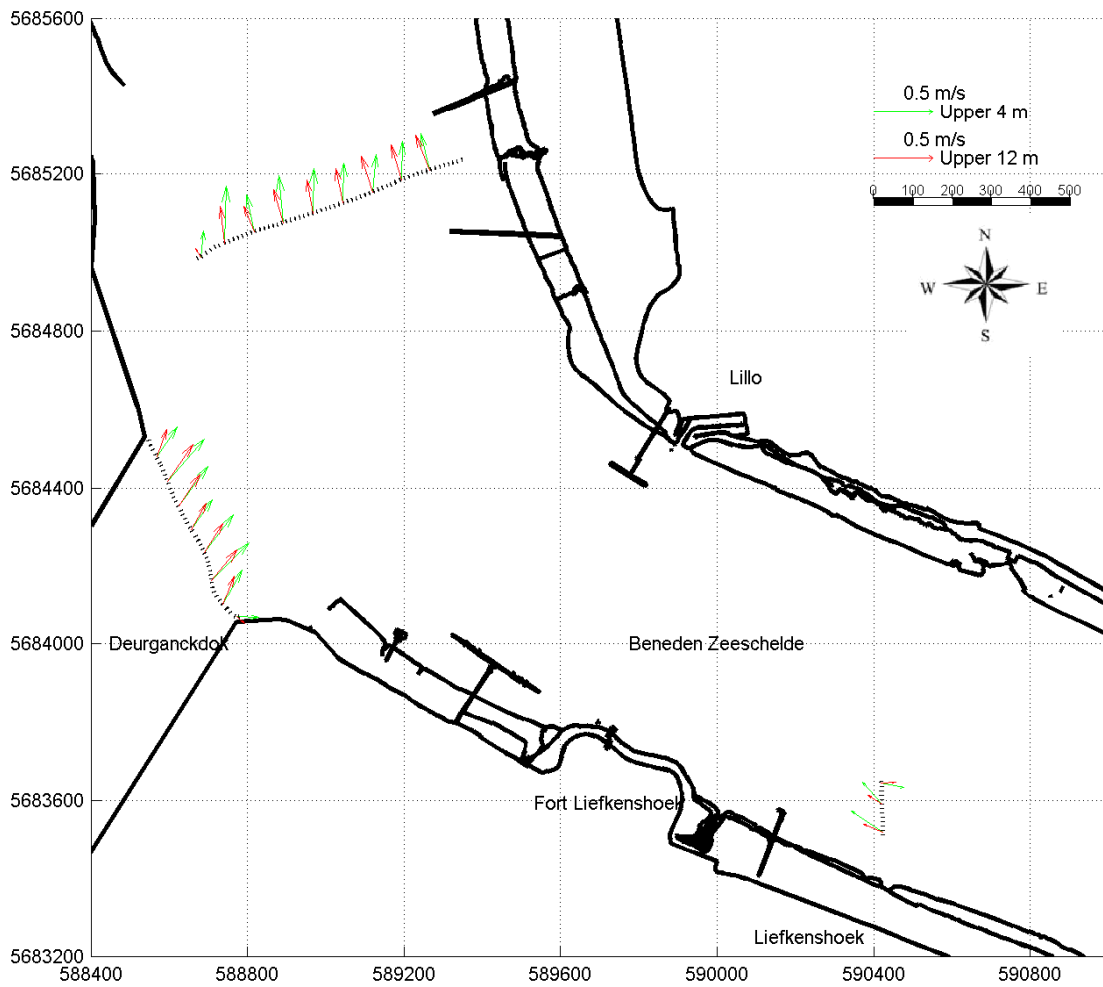 5685600
0.5 m/s
Upper 4 m
0.5 m/s
Upper 12 m
5685200
0 100 200 300 400 500
N
W E
S
5684800
Lillo
5684400
5684000
Deurganckdok
Beneden Zeeschelde
5683600
Fort Liefkenshoek
Liefkenshoek
5683200
588400 588800 589200 589600 590000 590400 590800